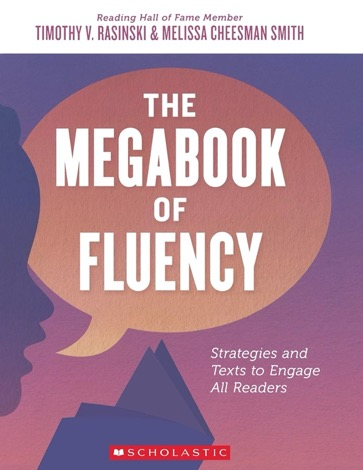 Reading Hall of Fame Member
TIMOTHY V. RASINSKI & MELISSA CHEESMAN SMITH
THE
MEGABOOK
OF
FLUENCY
Strategies and
Texts to Engage
All Readers
SCHOLASTIC